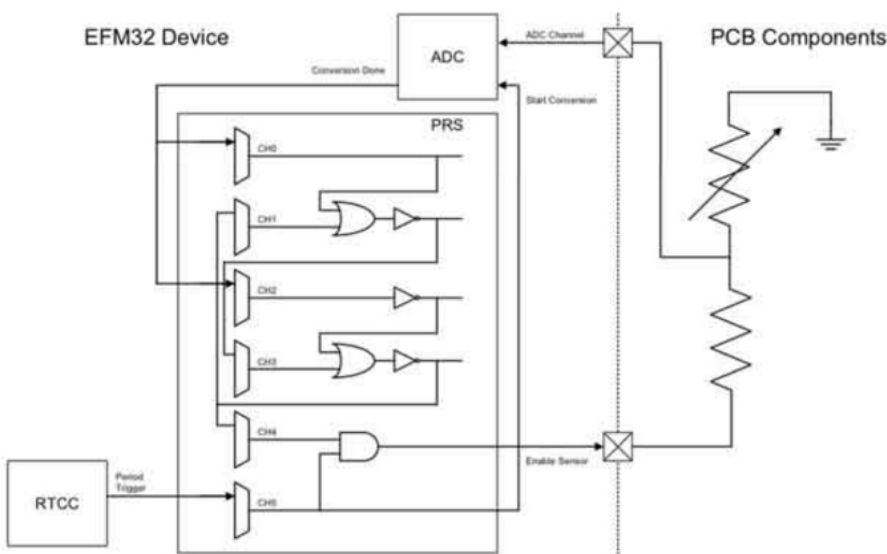 EFM32 Device
PCB Components
ADC
ADC Channel
Conversion Done
Start Conversion
PRS
CH0
CH1
CH2
CH3
CH4
CH5
Enable Sensor
RTCC
Period
Trigger